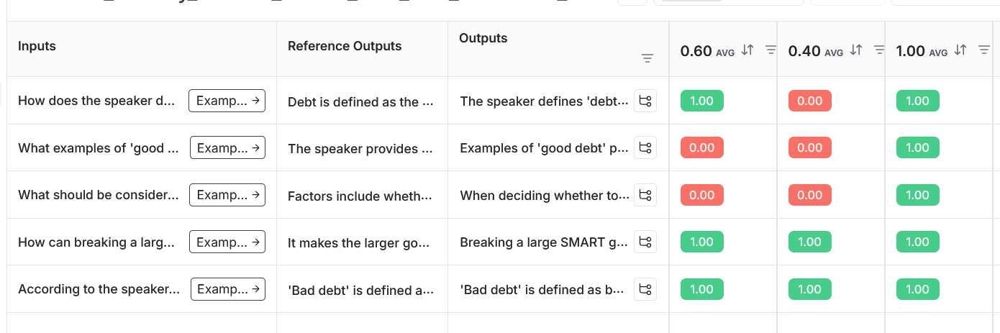 Inputs Reference Outputs Outputs 0.60 AVG 0.40 AVG 1.00 AVG
How does the speaker d... Examp... → Debt is defined as the ... The speaker defines 'debt... 1.00 0.00 1.00
What examples of 'good ... Examp... → The speaker provides ... Examples of 'good debt' p... 0.00 0.00 1.00
What should be consider... Examp... → Factors include wheth... When deciding whether to... 0.00 0.00 1.00
How can breaking a larg... Examp... → It makes the larger go... Breaking a large SMART g... 1.00 1.00 1.00
According to the speaker... Examp... → 'Bad debt' is defined a... 'Bad debt' is defined as b... 1.00 1.00 1.00